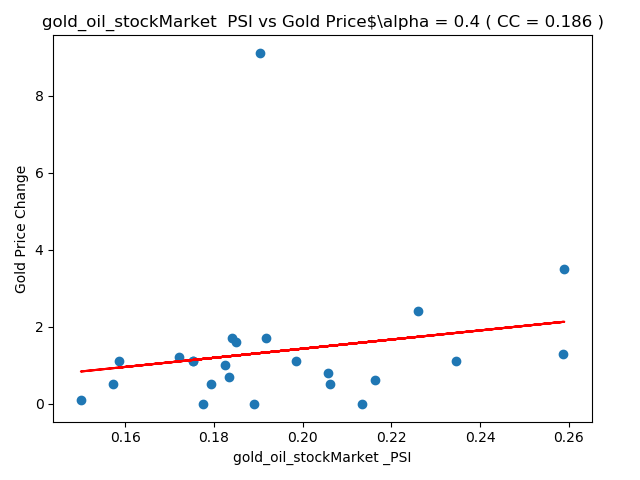 gold_oil_stockMarket  PSI vs Gold Price$\alpha = 0.4 ( CC = 0.186 )
8
6
4
2
0
Gold Price Change
0.16 0.18 0.20 0.22 0.24 0.26
gold_oil_stockMarket _PSI